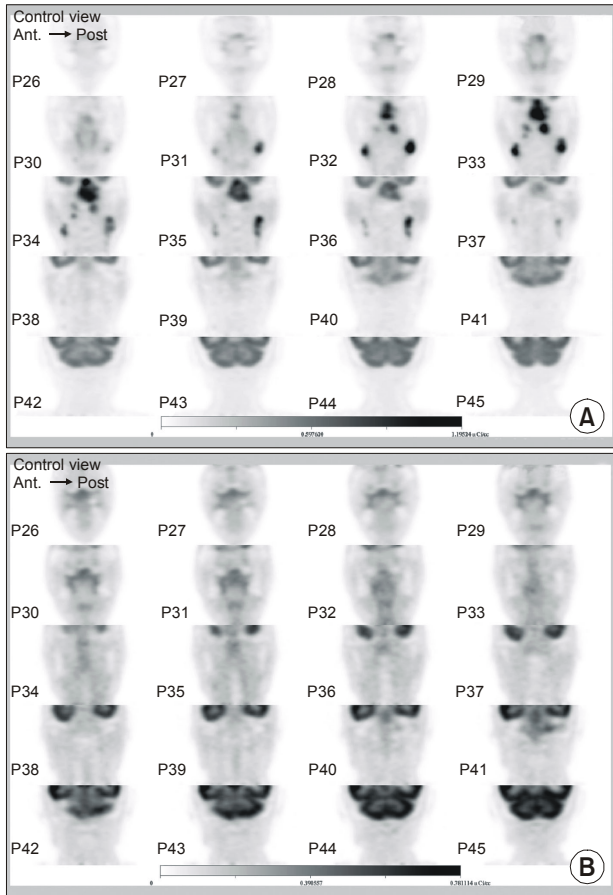 Control view
Ant. → Post
P26 P27 P28 P29
P30 P31 P32 P33
P34 P35 P36 P37
P38 P39 P40 P41
P42 P43 P44 P45
0
A
Control view
Ant. → Post
P26 P27 P28 P29
P30 P31 P32 P33
P34 P35 P36 P37
P38 P39 P40 P41
P42 P43 P44 P45
0
B